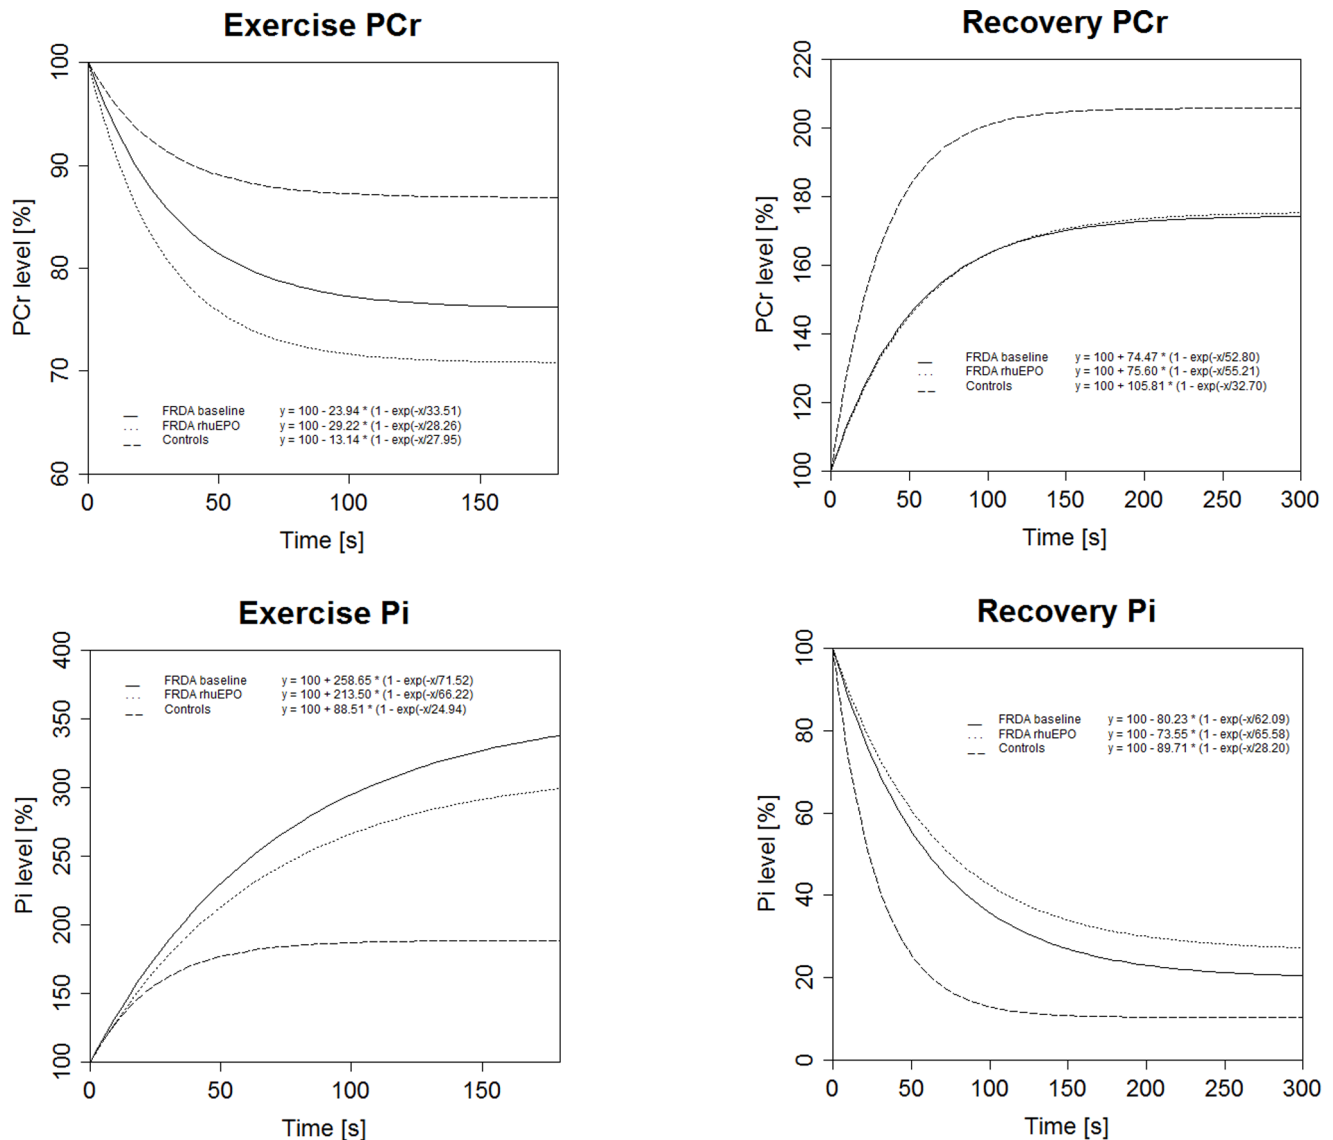 Exercise PCr
PCr level [%]
100
90
80
70
60
FRDA baseline y = 100 - 23.94 * (1 - exp(-x/33.51)
FRDA rhuEPO y = 100 - 29.22 * (1 - exp(-x/28.26)
Controls y = 100 - 13.14 * (1 - exp(-x/27.95)
0 50 100 150
Time [s]
Recovery PCr
PCr level [%]
220
200
180
160
140
120
100
FRDA baseline y = 100 + 74.47 * (1 - exp(-x/52.80)
FRDA rhuEPO y = 100 + 75.60 * (1 - exp(-x/55.21)
Controls y = 100 + 105.81 * (1 - exp(-x/32.70)
0 50 100 150 200 250 300
Time [s]
Exercise Pi
Pi level [%]
400
350
300
250
200
150
100
FRDA baseline y = 100 + 258.65 * (1 - exp(-x/71.52)
FRDA rhuEPO y = 100 + 213.50 * (1 - exp(-x/66.22)
Controls y = 100 + 88.51 * (1 - exp(-x/24.94)
0 50 100 150
Time [s]
Recovery Pi
Pi level [%]
100
80
60
40
20
0
FRDA baseline y = 100 - 80.23 * (1 - exp(-x/62.09)
FRDA rhuEPO y = 100 - 73.55 * (1 - exp(-x/65.58)
Controls y = 100 - 89.71 * (1 - exp(-x/28.20)
0 50 100 150 200 250 300
Time [s]